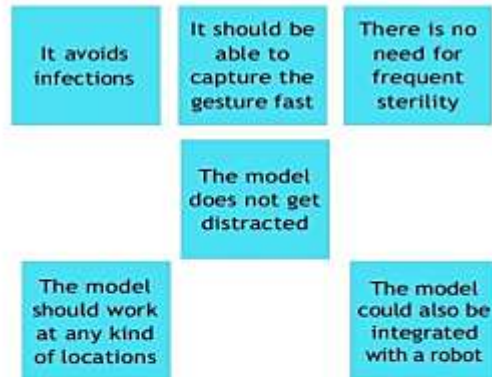 It avoids
infections
It should be
able to
capture the
gesture fast
There is no
need for
frequent
sterility
The model
does not get
distracted
The model
should work
at any kind
of locations
The model
could also be
integrated
with a robot